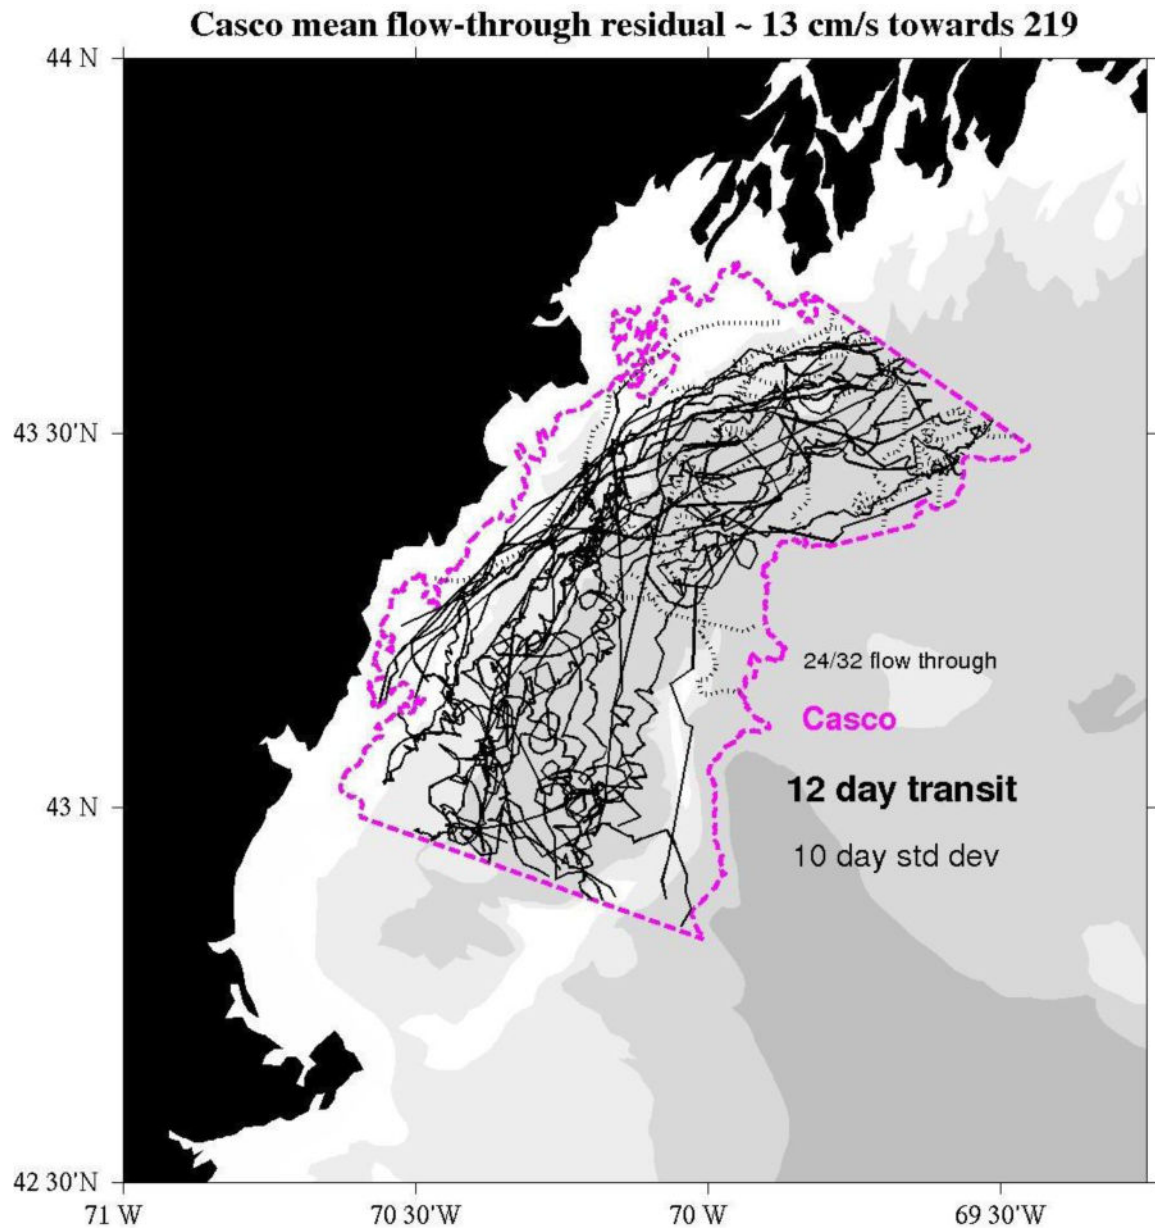 Casco mean flow-through residual ~ 13 cm/s towards 219
44 N
43 30'N
24/32 flow through
Casco
12 day transit
43 N
10 day std dev
42 30'N
71 W
70 30'W
70 W
69 30'W